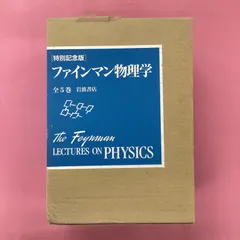 [特別記念版]
ファインマン物理学
全5巻 岩波書店
The Feynman
LECTURES ON PHYSICS